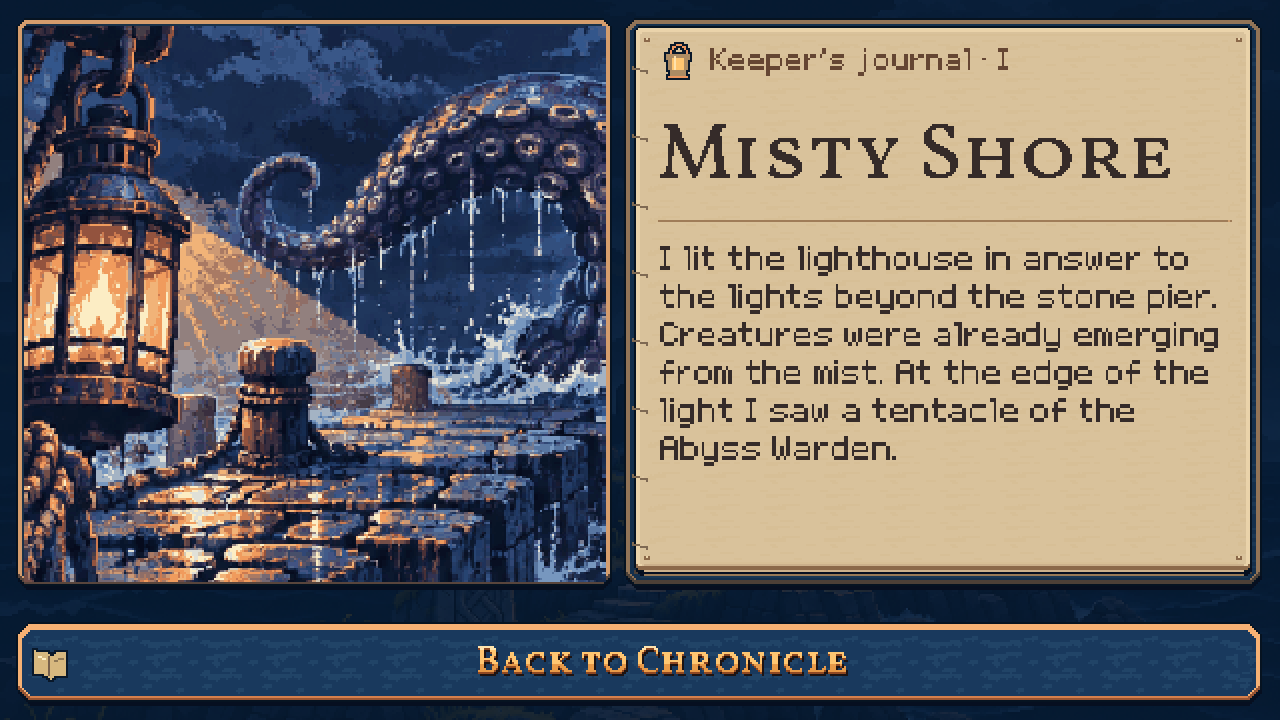 Keeper's journal · I
Misty Shore
I lit the lighthouse in answer to
the lights beyond the stone pier.
Creatures were already emerging
from the mist. At the edge of the
light I saw a tentacle of the
Abyss Warden.
Back to Chronicle